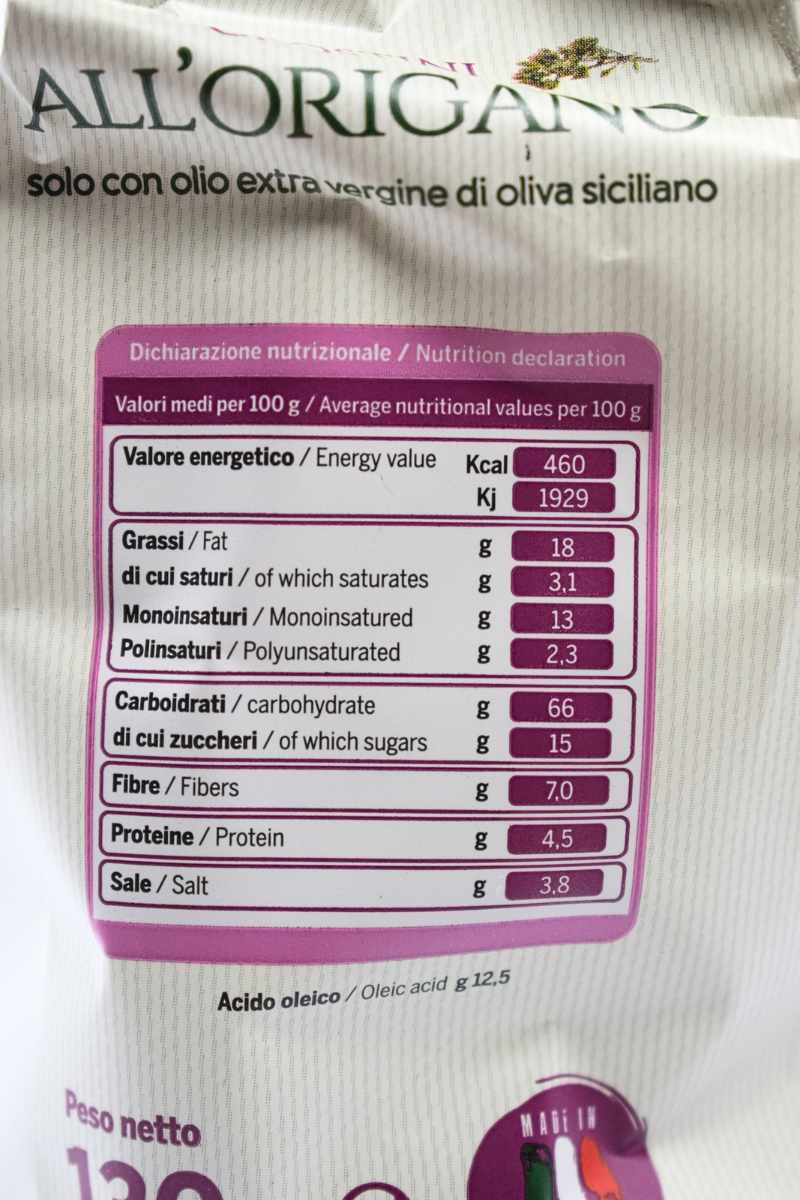 ALL'ORIGANO
solo con olio extra vergine di oliva siciliano
Dichiarazione nutrizionale / Nutrition declaration
Valori medi per 100 g / Average nutritional values per 100 g
Valore energetico / Energy value Kcal 460
Kj 1929
Grassi / Fat g 18
di cui saturi / of which saturates g 3,1
Monoinsaturi / Monoinsatured g 13
Polinsaturi / Polyunsaturated g 2,3
Carboidrati / carbohydrate g 66
di cui zuccheri / of which sugars g 15
Fibre / Fibers g 7,0
Proteine / Protein g 4,5
Sale / Salt g 3,8
Acido oleico / Oleic acid g 12,5
Peso netto
MADE IN